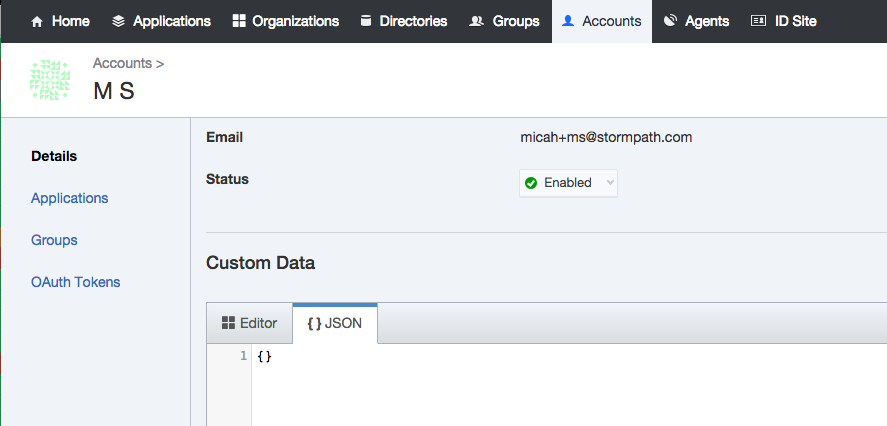 Home Applications Organizations Directories Groups Accounts Agents ID Site
Accounts >
M S
Details
Applications
Groups
OAuth Tokens
Email micah+ms@stormpath.com
Status Enabled
Custom Data
Editor { } JSON
1 {}